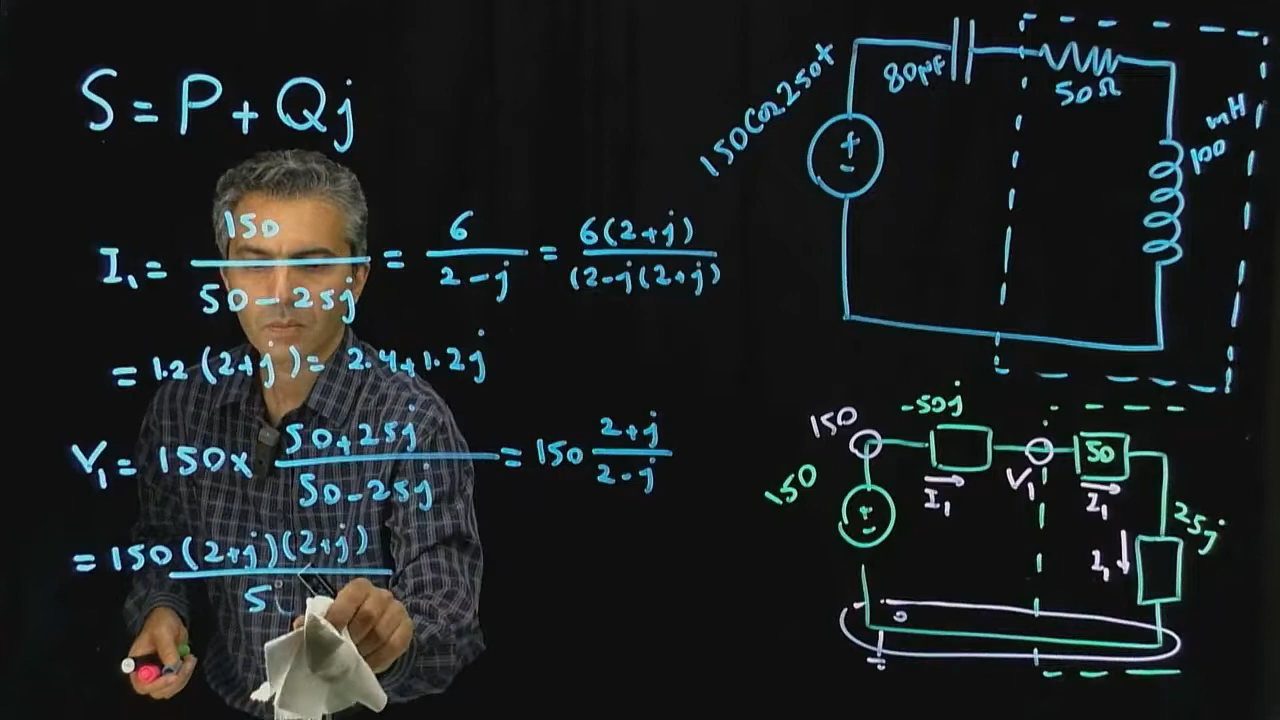 S = P + Qj
I₁ = 150 / (50 - 25j) = 6 / (2 - j) = 6(2+j) / (2-j(2+j)
= 1.2 (2+j) = 2.4 + 1.2j
V₁ = 150 × (50 + 25j) / (50 - 25j) = 150 (2+j) / (2-j)
= 150 (2+j)(2+j) / 5
150 Cos 250t
+
-
80μF
50Ω
100 mH
150
150
+
-
-50j
I₁
V₁
50
I₁
25j
I₁
0